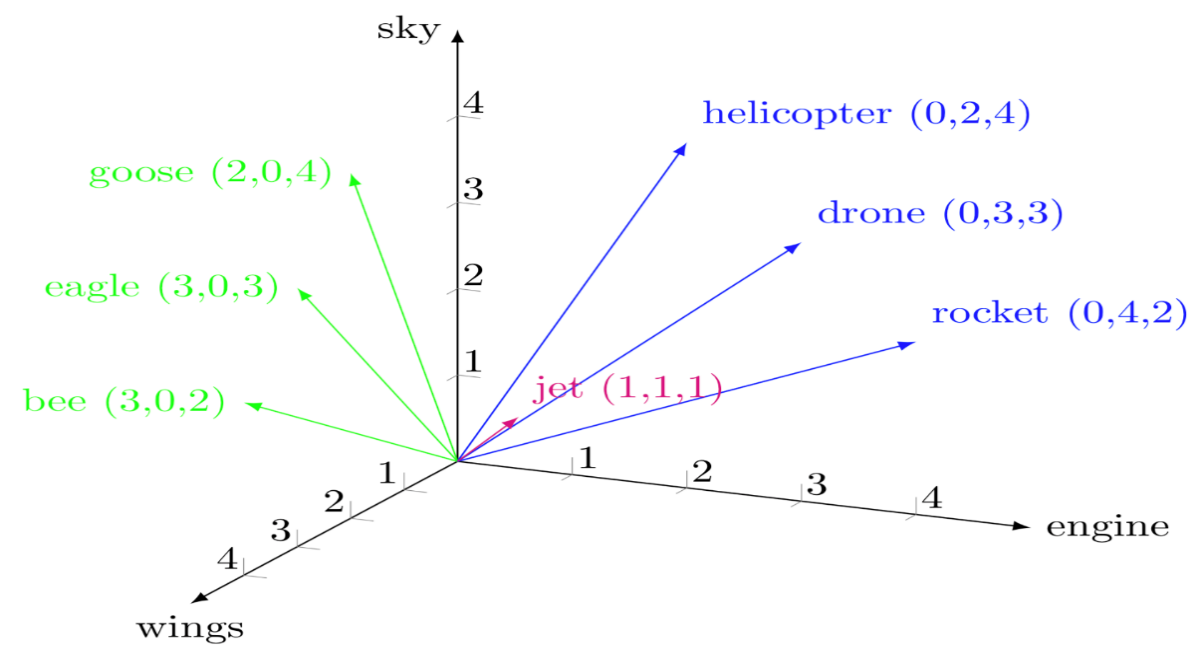 sky
4
helicopter (0,2,4)
goose (2,0,4)
3
drone (0,3,3)
2
eagle (3,0,3)
rocket (0,4,2)
1
jet (1,1,1)
bee (3,0,2)
1
2
3
4
1
2
3
4
engine
wings